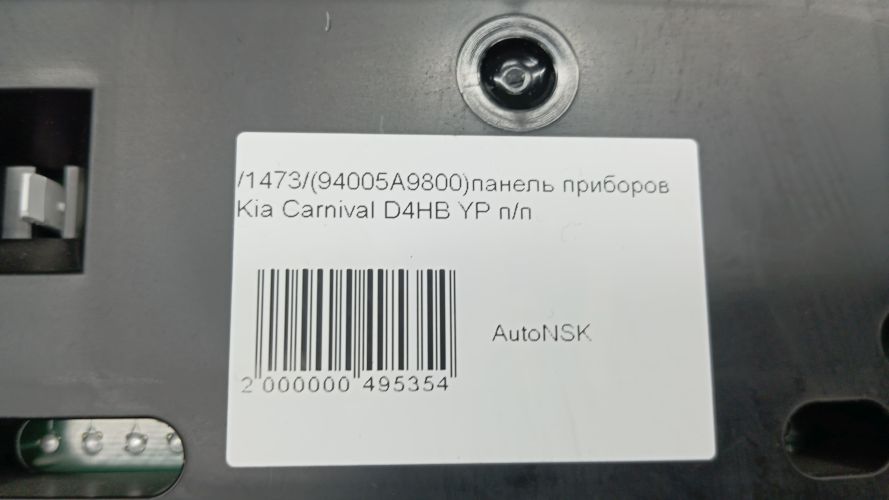 /1473/(94005A9800)панель приборов
Kia Carnival D4HB YP п/п
AutoNSK
2 000000 495354